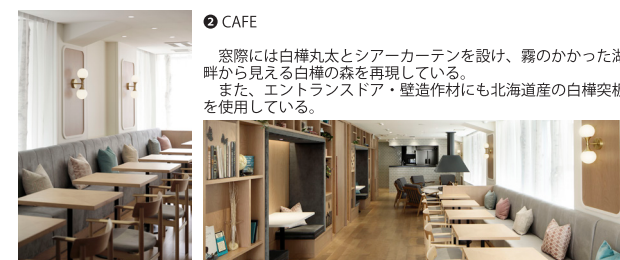 ❷ CAFE
窓際には白樺丸太とシアーカーテンを設け、霧のかかった
畔から見える白樺の森を再現している。
また、エントランスドア・壁造作材にも北海道産の白樺突
を使用している。